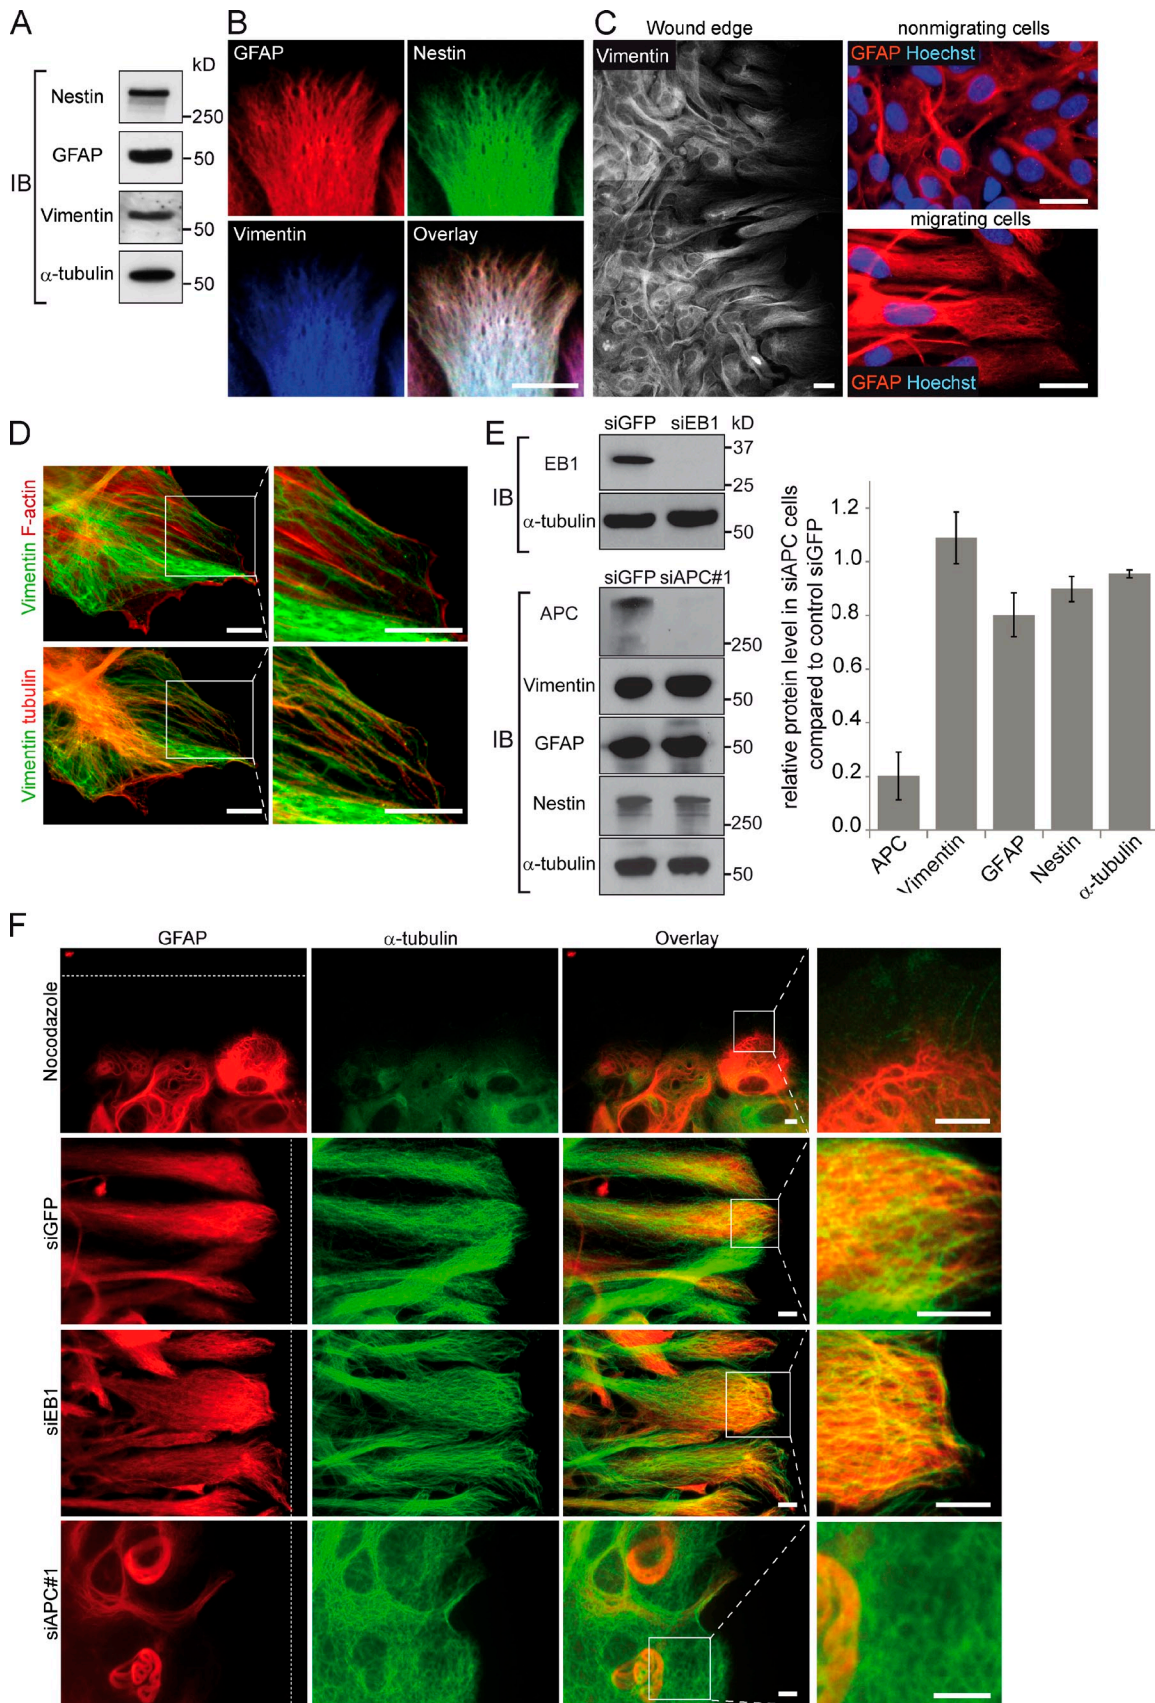 A
IB
kD
Nestin
250
GFAP
50
Vimentin
50
α-tubulin
50
B
GFAP
Nestin
Vimentin
Overlay
C
Wound edge
Vimentin
nonmigrating cells
GFAP Hoechst
migrating cells
GFAP Hoechst
D
Vimentin F-actin
Vimentin tubulin
E
siGFP siEB1 kD
IB
EB1
37
25
α-tubulin
50
siGFP siAPC#1
IB
APC
250
Vimentin
50
GFAP
50
Nestin
250
α-tubulin
50
relative protein level in siAPC cells
compared to control siGFP
1.2
1.0
0.8
0.6
0.4
0.2
0.0
APC
Vimentin
GFAP
Nestin
α-tubulin
F
GFAP
α-tubulin
Overlay
Nocodazole
siGFP
siEB1
siAPC#1